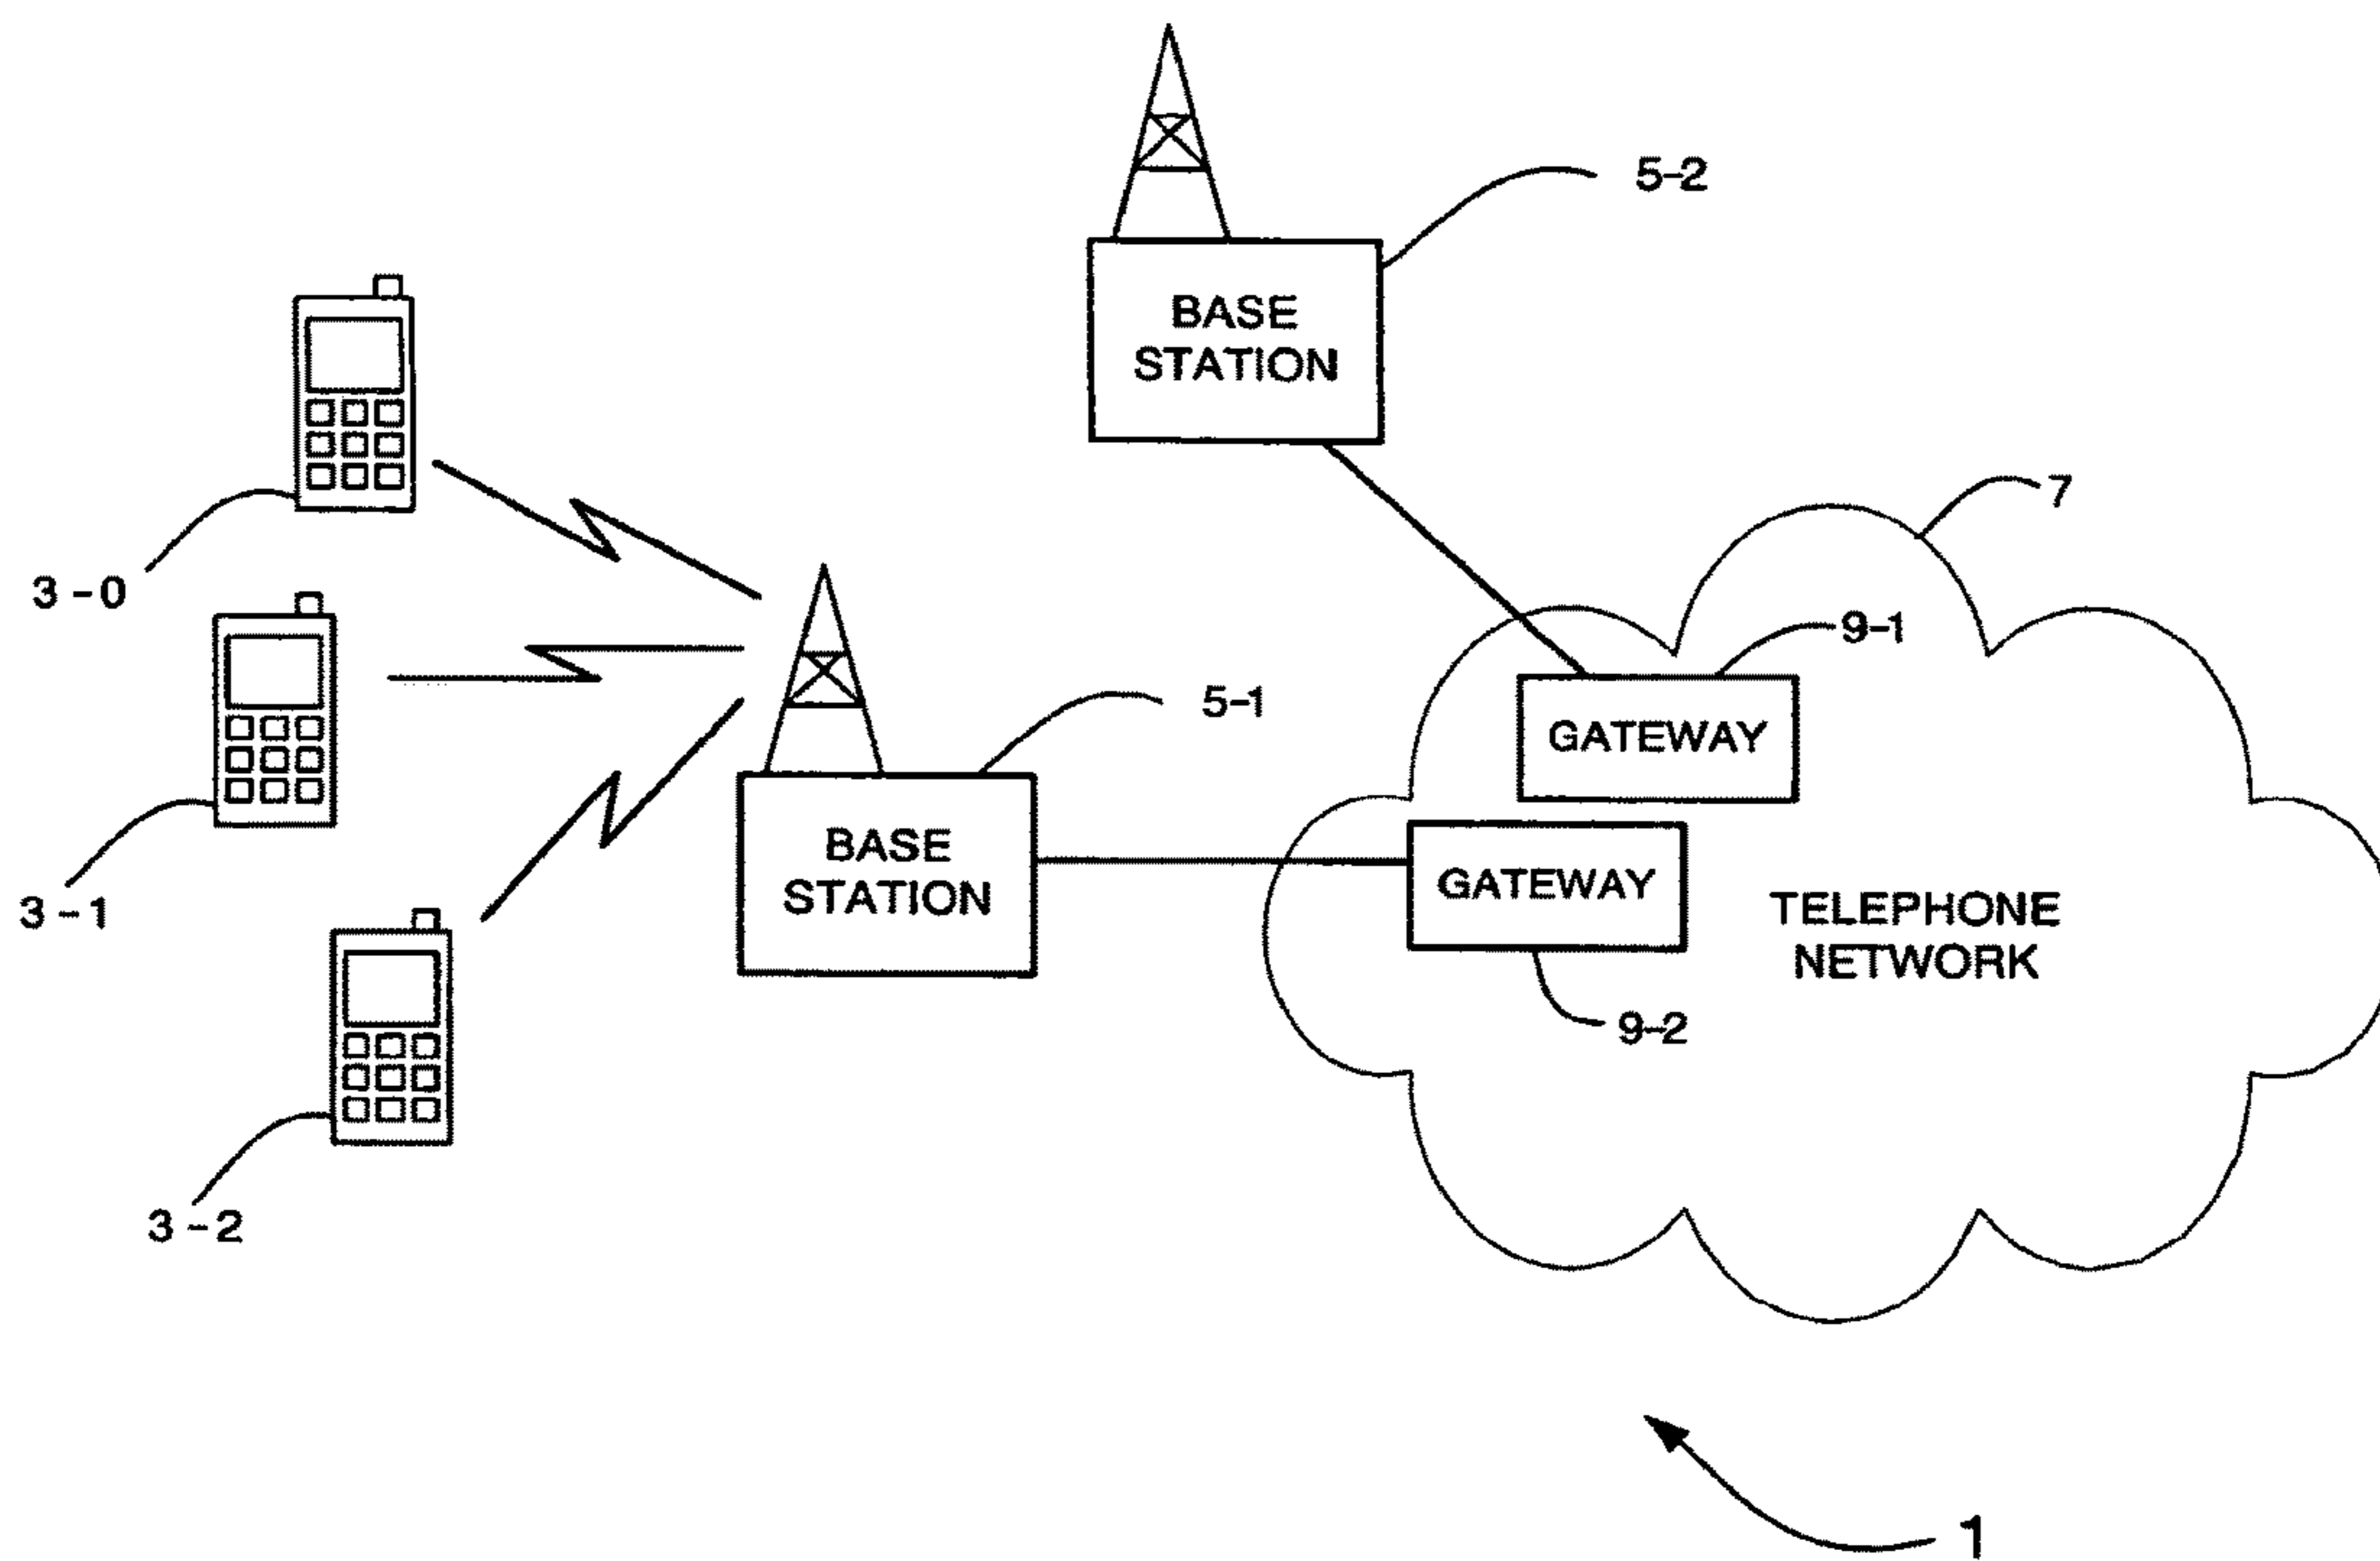 5-2
BASE
STATION
7
3-0
9-1
5-1
GATEWAY
BASE
STATION
GATEWAY
TELEPHONE
NETWORK
3-1
9-2
3-2
1